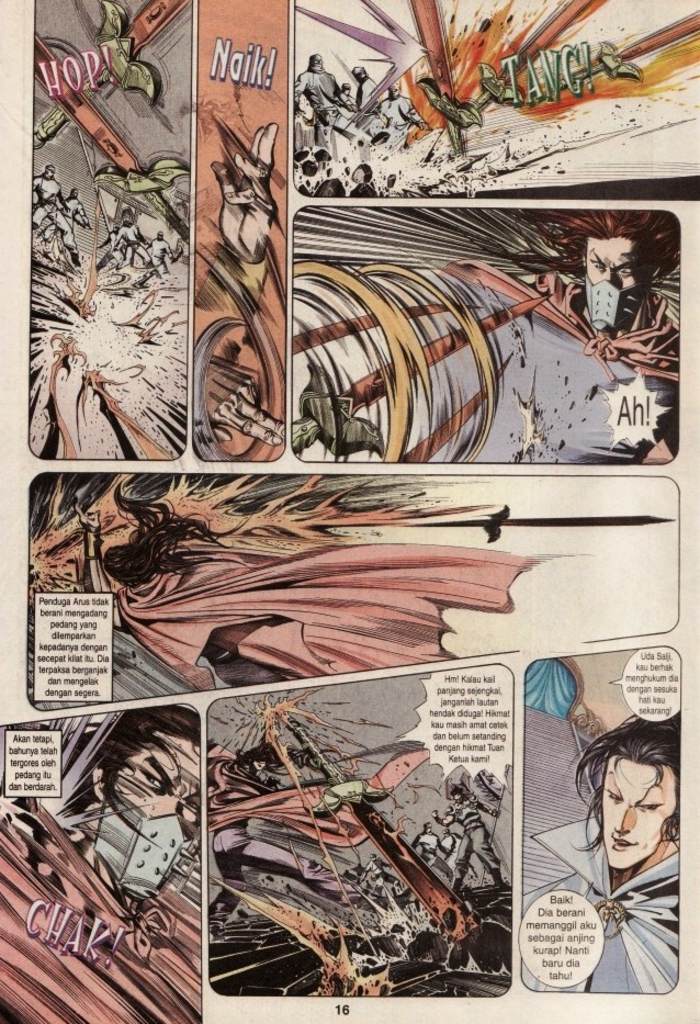 HOP!
Naik!
TANG!
Ah!
Penduga Arus tidak
berani mengadang
pedang yang
dilemparkan
kepadanya dengan
secepat kilat itu. Dia
terpaksa berganjak
dan mengelak
dengan segera.
Akan tetapi,
bahunya telah
tergores oleh
pedang itu
dan berdarah.
CHAK!
Hm! Kalau kail
panjang sejengkal,
janganlah lautan
hendak diduga! Hikmat
kau masih amat cetek
dan belum setanding
dengan hikmat Tuan
Ketua kami!
Uda Salji,
kau berhak
menghukum dia
dengan sesuka
hati kau
sekarang!
Baik!
Dia berani
memanggil aku
sebagai anjing
kurap! Nanti
baru dia
tahu!
16